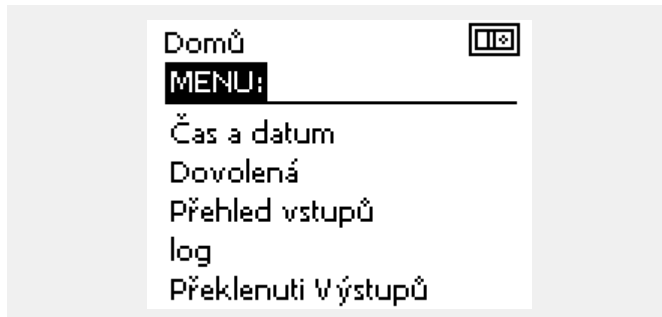 Domů
MENU:
Čas a datum
Dovolená
Přehled vstupů
log
Překlenuti Výstupů